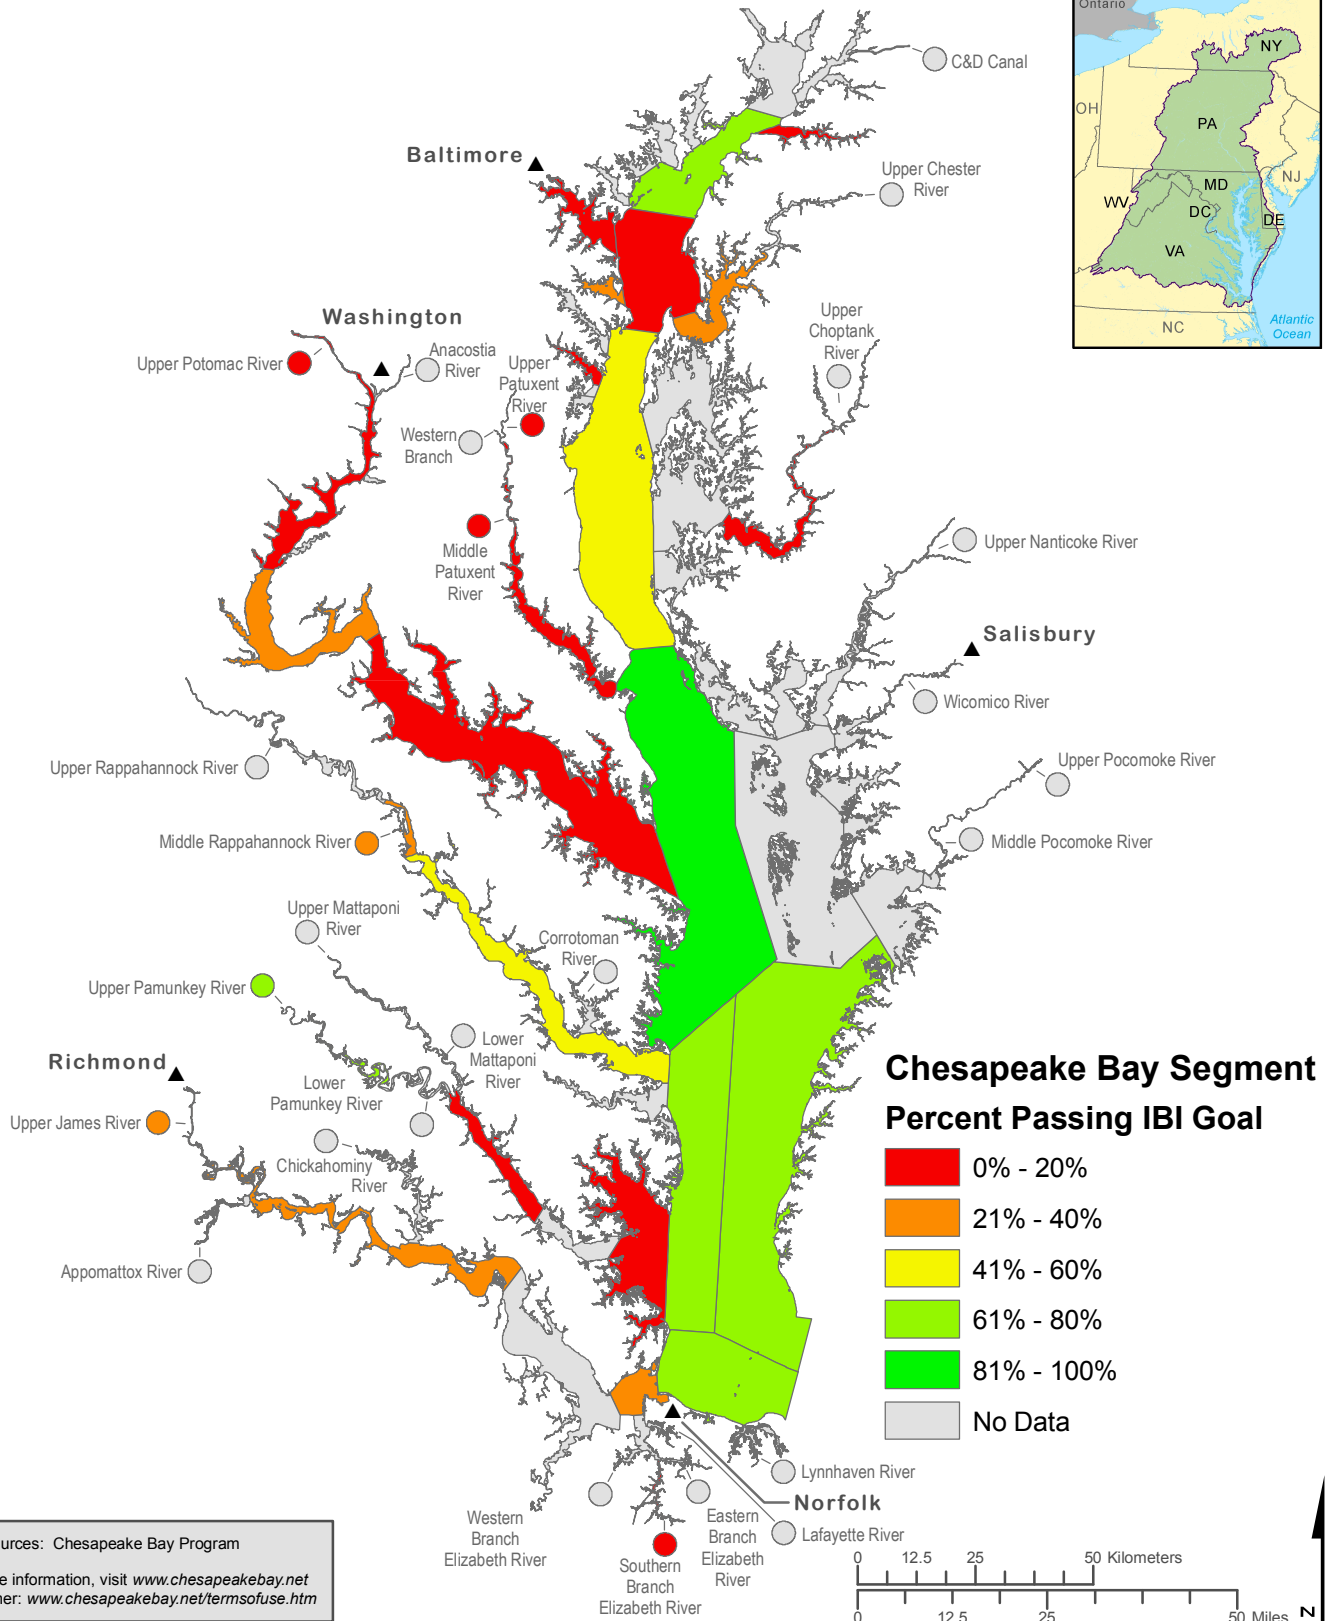 Ontario
NY
OH
PA
NJ
MD
WV
DC
DE
VA
NC
Atlantic
Ocean
C&D Canal
Baltimore
Upper Chester
River
Washington
Upper
Choptank
River
Upper Potomac River
Anacostia
River
Upper
Patuxent
River
Western
Branch
Middle
Patuxent
River
Upper Nanticoke River
Salisbury
Wicomico River
Upper Rappahannock River
Upper Pocomoke River
Middle Rappahannock River
Middle Pocomoke River
Upper Mattaponi
River
Corrotoman
River
Upper Pamunkey River
Lower
Mattaponi
River
Richmond
Lower
Pamunkey River
Upper James River
Chickahominy
River
Appomattox River
Chesapeake Bay Segment
Percent Passing IBI Goal
0% - 20%
21% - 40%
41% - 60%
61% - 80%
81% - 100%
No Data
Lynnhaven River
Norfolk
Lafayette River
Western
Branch
Elizabeth River
Eastern
Branch
Elizabeth
River
Southern
Branch
Elizabeth River
urces: Chesapeake Bay Program
e information, visit www.chesapeakebay.net
ner: www.chesapeakebay.net/termsofuse.htm
0 12.5 25 50 Kilometers
0 12.5 25 50 Miles
N